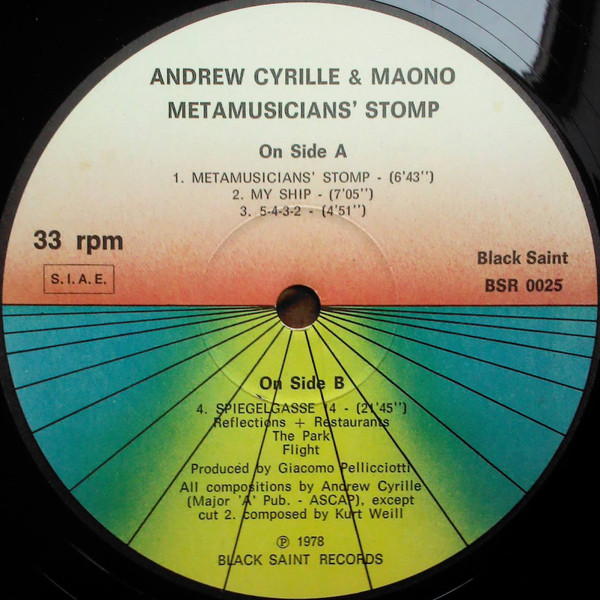 ANDREW CYRILLE & MAONO
METAMUSICIANS' STOMP
On Side A
1. METAMUSICIANS' STOMP - (6'43'')
2. MY SHIP - (7'05'')
3. 5-4-3-2 - (4'51'')
33 rpm
S.I.A.E.
Black Saint
BSR 0025
On Side B
4. SPIEGELGASSE 14 - (21'45'')
Reflections + Restaurants
The Park
Flight
Produced by Giacomo Pellicciotti
All compositions by Andrew Cyrille
(Major 'A' Pub. - ASCAP), except
cut 2. composed by Kurt Weill
℗ 1978
BLACK SAINT RECORDS